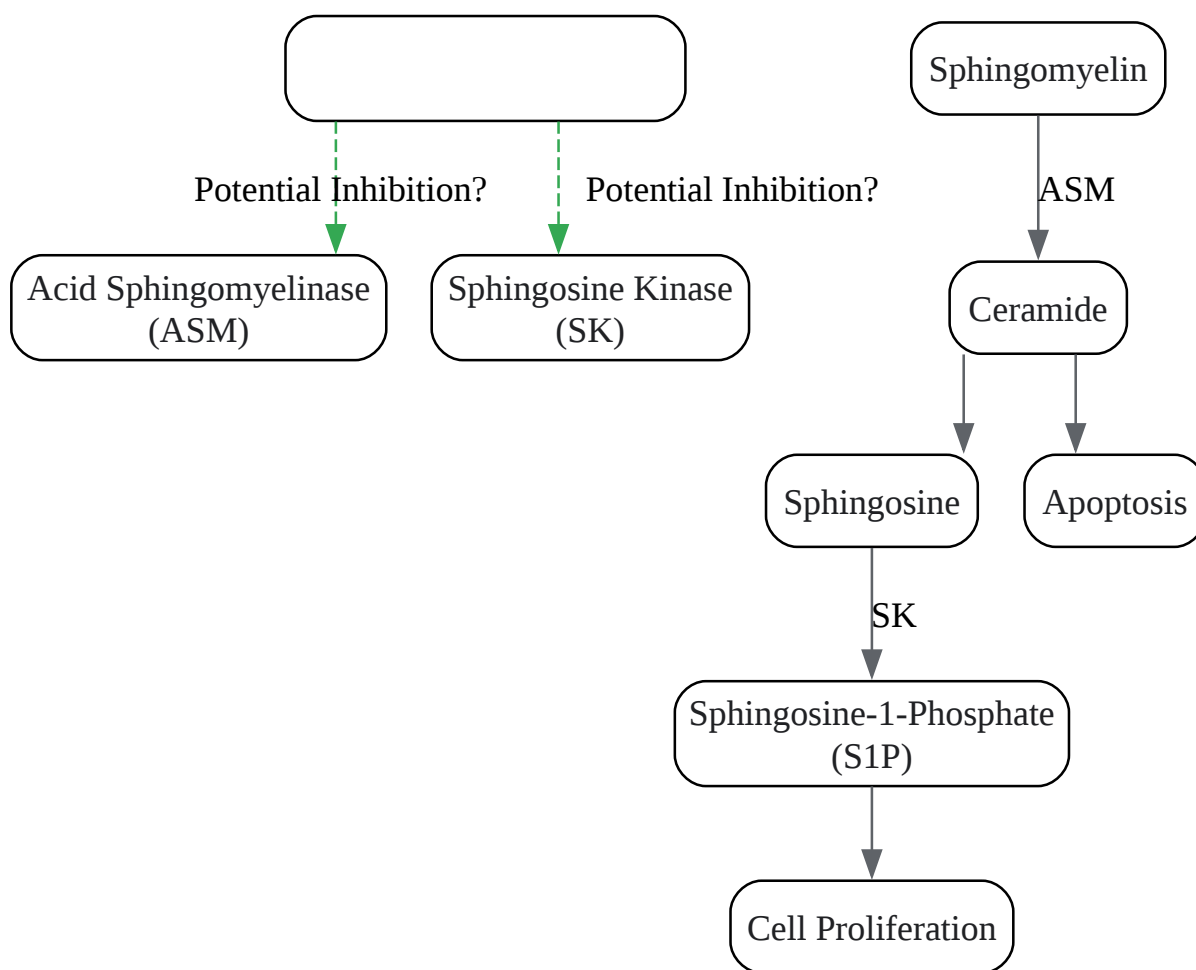 Sphingomyelin
Potential Inhibition?
Potential Inhibition?
ASM
Acid Sphingomyelinase
(ASM)
Sphingosine Kinase
(SK)
Ceramide
Sphingosine
Apoptosis
SK
Sphingosine-1-Phosphate
(S1P)
Cell Proliferation